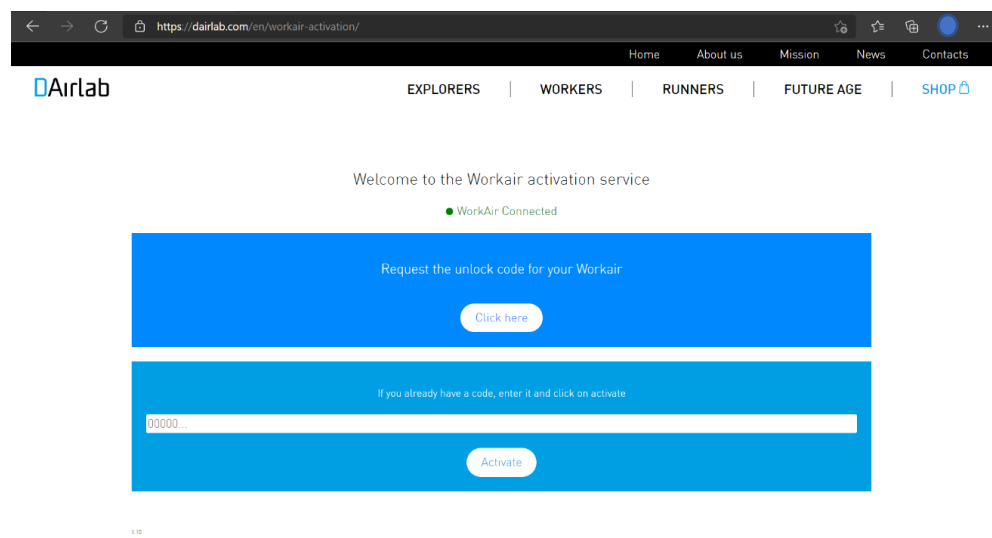 https://dairlab.com/en/workair-activation/
Home About us Mission News Contacts
DAırlab
EXPLORERS | WORKERS | RUNNERS | FUTURE AGE | SHOP
Welcome to the Workair activation service
WorkAir Connected
Request the unlock code for your Workair
Click here
If you already have a code, enter it and click on activate
00000...
Activate